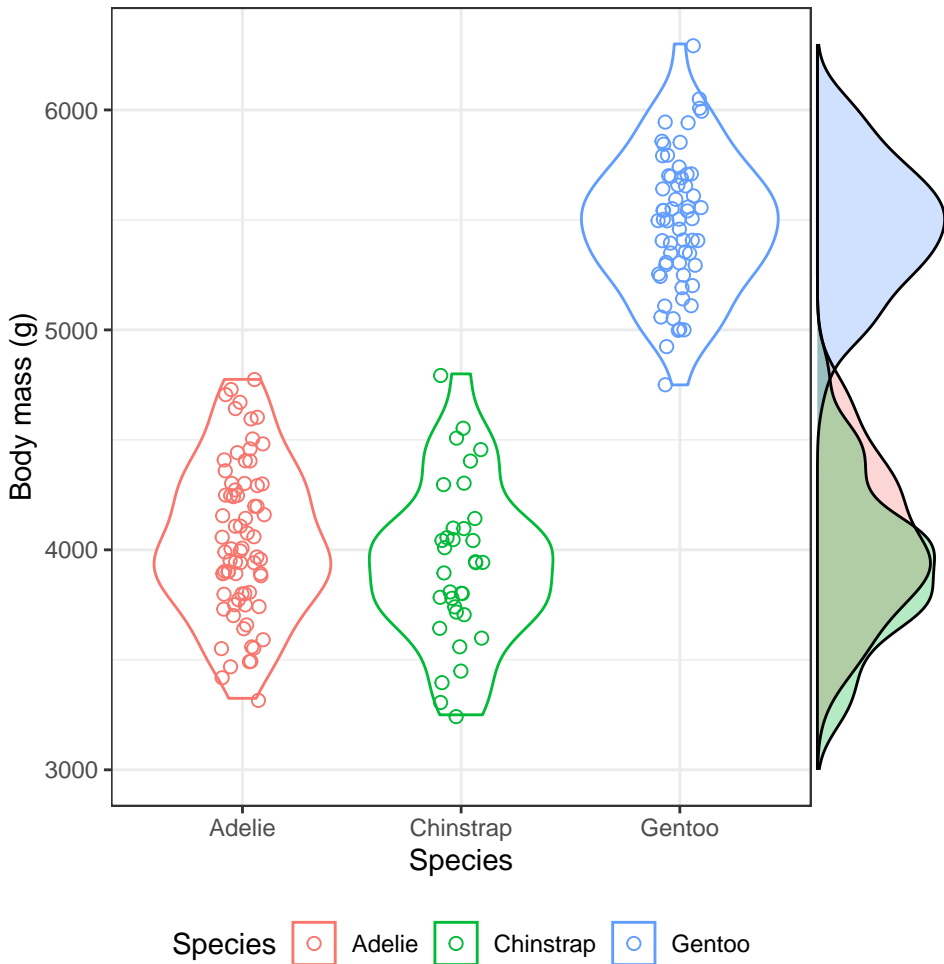 Body mass (g)
6000
5000
4000
3000
Adelie Chinstrap Gentoo
Species
Species Adelie Chinstrap Gentoo